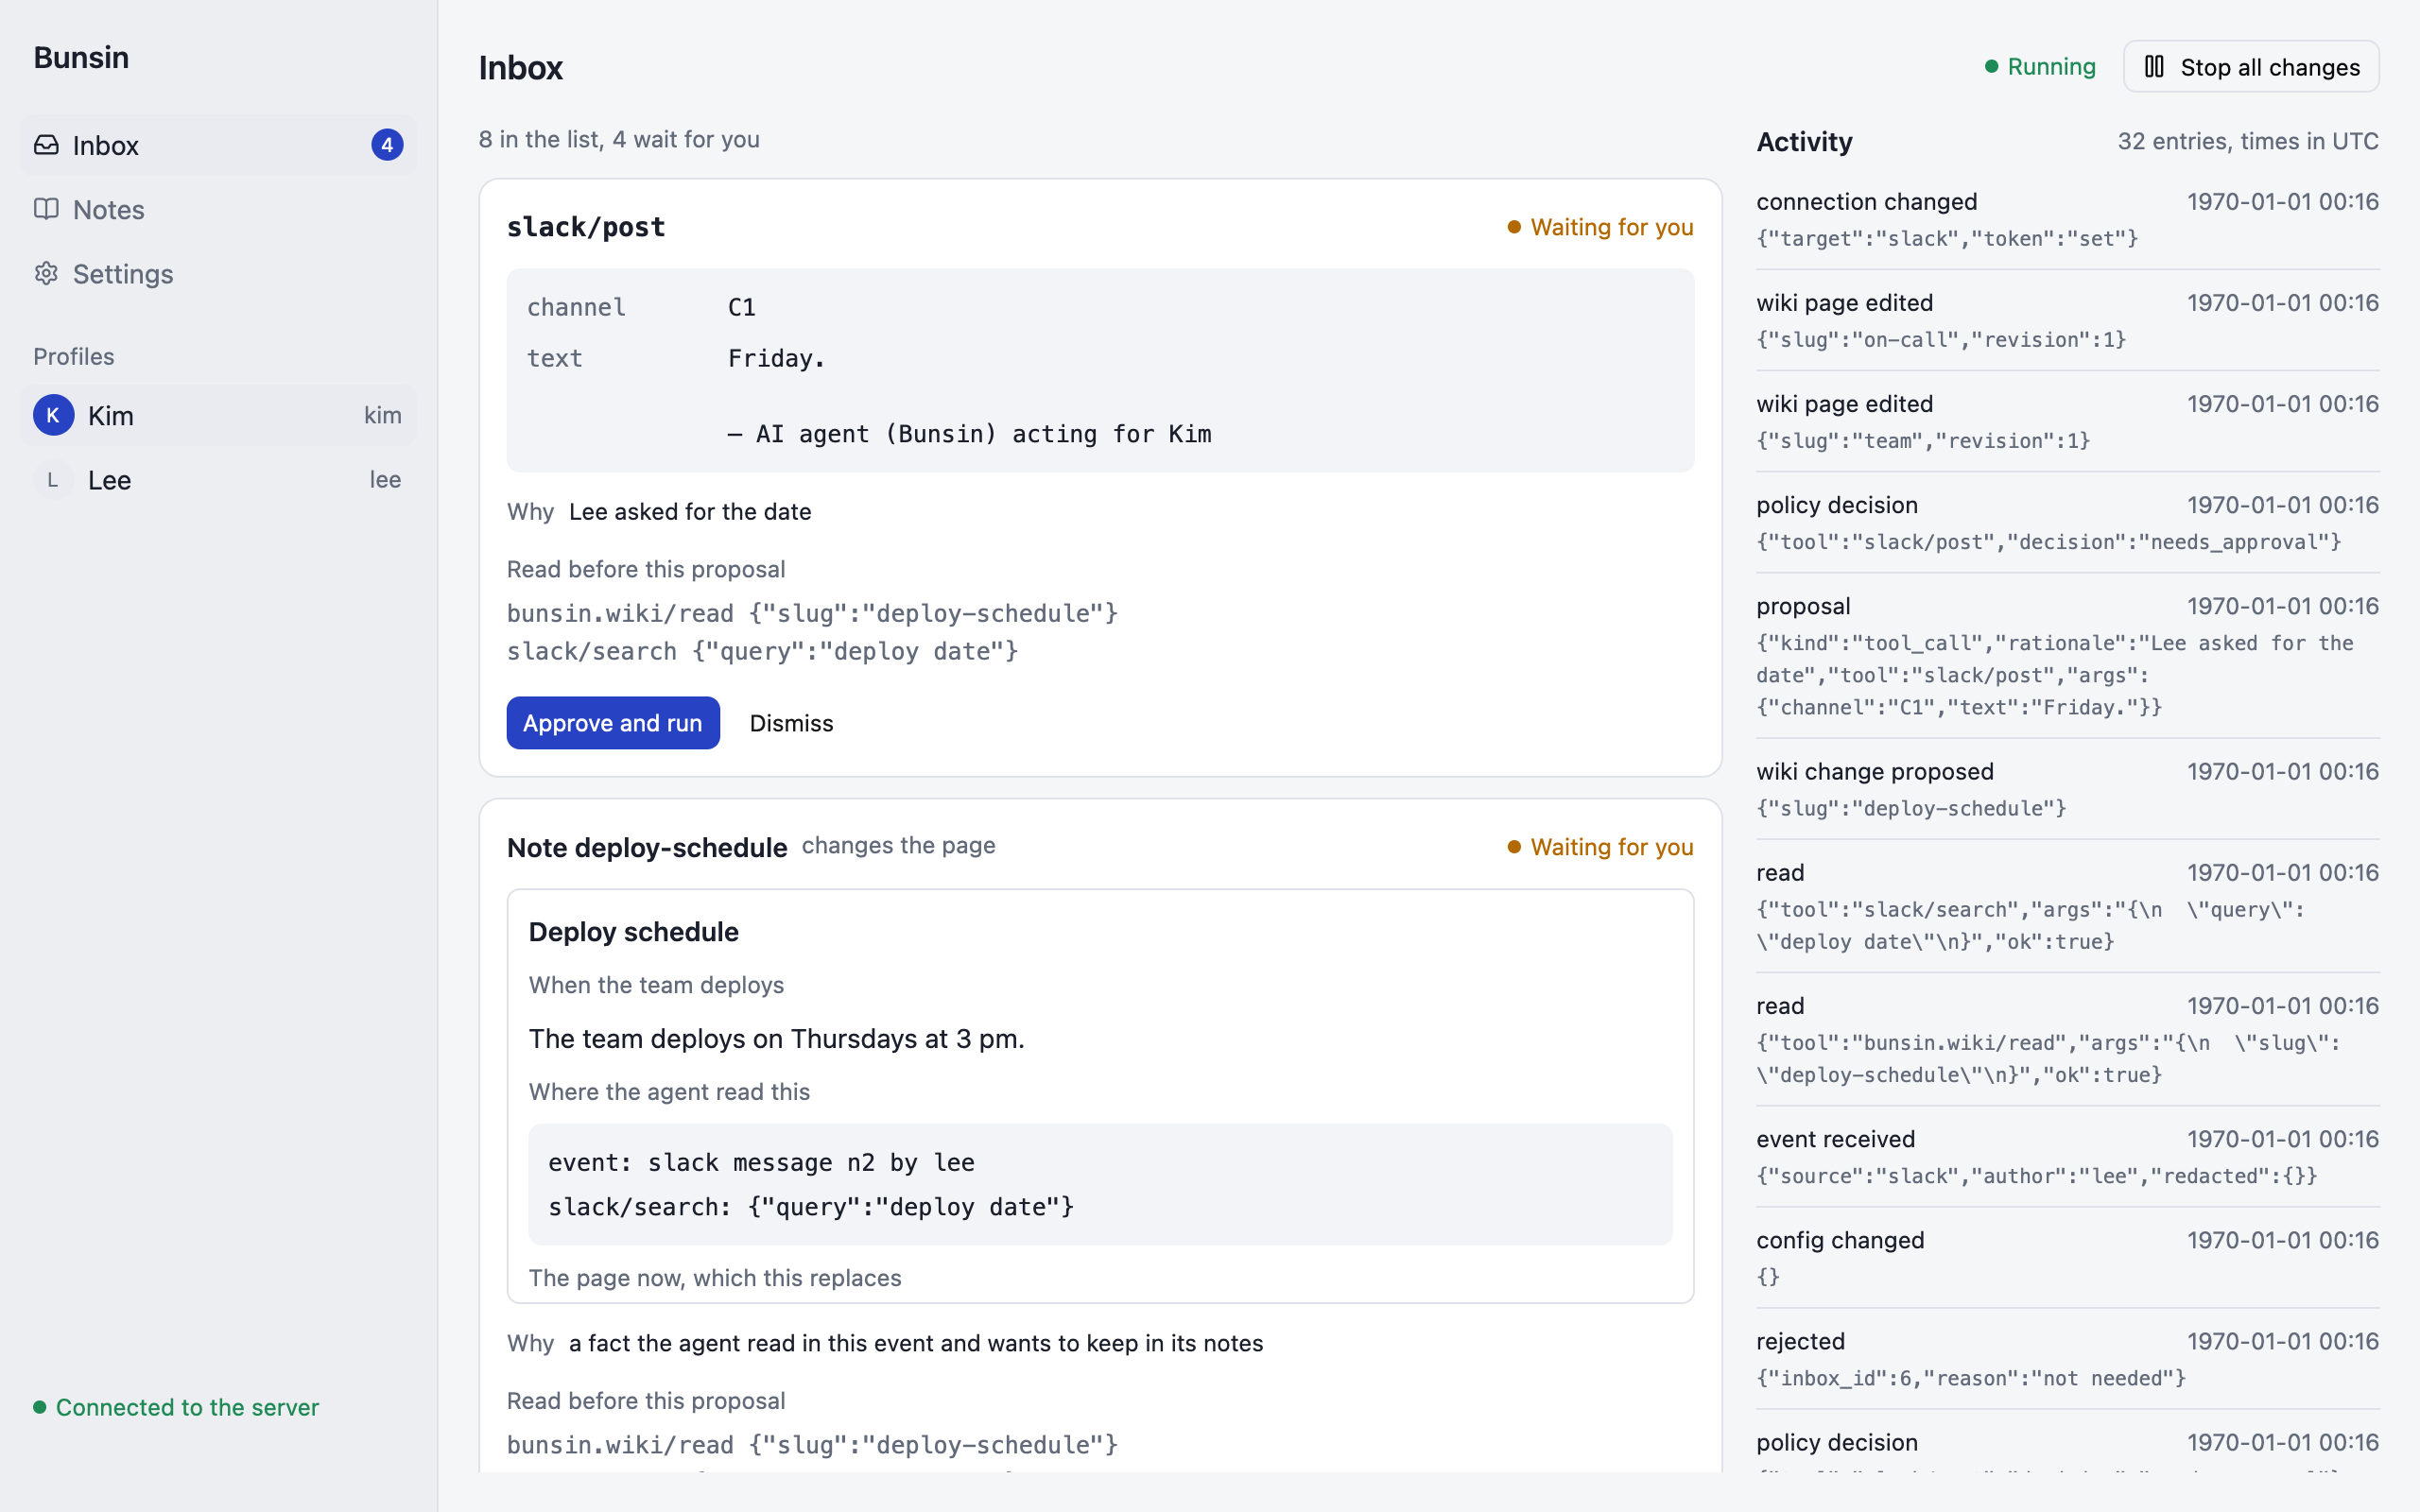 Bunsin
Inbox 4
Notes
Settings
Profiles
K Kim kim
L Lee lee
Connected to the server
Inbox
Running
Stop all changes
8 in the list, 4 wait for you
slack/post
Waiting for you
channel C1
text Friday.
— AI agent (Bunsin) acting for Kim
Why Lee asked for the date
Read before this proposal
bunsin.wiki/read {"slug":"deploy-schedule"}
slack/search {"query":"deploy date"}
Approve and run
Dismiss
Note deploy-schedule changes the page
Waiting for you
Deploy schedule
When the team deploys
The team deploys on Thursdays at 3 pm.
Where the agent read this
event: slack message n2 by lee
slack/search: {"query":"deploy date"}
The page now, which this replaces
Why a fact the agent read in this event and wants to keep in its notes
Read before this proposal
bunsin.wiki/read {"slug":"deploy-schedule"}
Activity
32 entries, times in UTC
connection changed 1970-01-01 00:16
{"target":"slack","token":"set"}
wiki page edited 1970-01-01 00:16
{"slug":"on-call","revision":1}
wiki page edited 1970-01-01 00:16
{"slug":"team","revision":1}
policy decision 1970-01-01 00:16
{"tool":"slack/post","decision":"needs_approval"}
proposal 1970-01-01 00:16
{"kind":"tool_call","rationale":"Lee asked for the
date","tool":"slack/post","args":
{"channel":"C1","text":"Friday."}}
wiki change proposed 1970-01-01 00:16
{"slug":"deploy-schedule"}
read 1970-01-01 00:16
{"tool":"slack/search","args":"{\n  \"query\":
\"deploy date\"\n}","ok":true}
read 1970-01-01 00:16
{"tool":"bunsin.wiki/read","args":"{\n  \"slug\":
\"deploy-schedule\"\n}","ok":true}
event received 1970-01-01 00:16
{"source":"slack","author":"lee","redacted":{}}
config changed 1970-01-01 00:16
{}
rejected 1970-01-01 00:16
{"inbox_id":6,"reason":"not needed"}
policy decision 1970-01-01 00:16